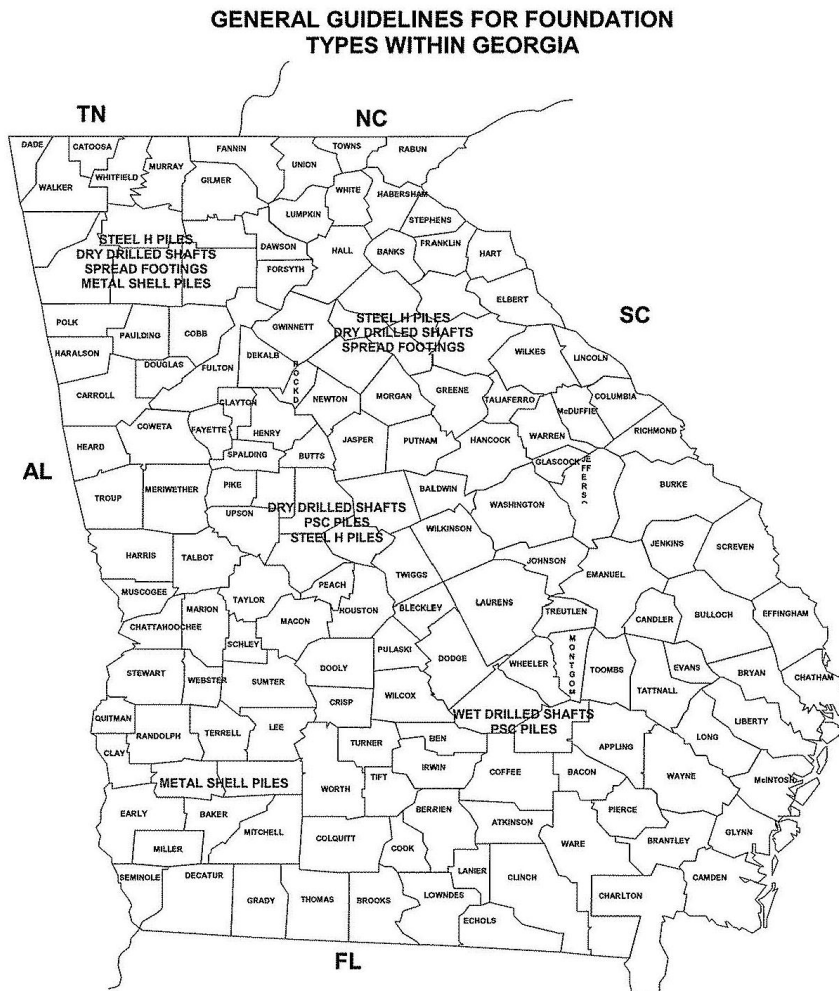 GENERAL GUIDELINES FOR FOUNDATION
TYPES WITHIN GEORGIA
TN
NC
DADE
CATOOSA
WHITFIELD
MURRAY
FANNIN
UNION
TOWNS
RABUN
WALKER
GILMER
WHITE
HABERSHAM
LUMPKIN
STEPHENS
STEEL H PILES
DRY DRILLED SHAFTS
SPREAD FOOTINGS
METAL SHELL PILES
DAWSON
HALL
BANKS
FRANKLIN
HART
FORSYTH
ELBERT
SC
STEEL H PILES
DRY DRILLED SHAFTS
SPREAD FOOTINGS
POLK
PAULDING
COBB
GWINNETT
HARALSON
DOUGLAS
FULTON
DEKALB
ROCKD
WILKES
LINCOLN
CARROLL
CLAYTON
NEWTON
MORGAN
GREENE
TALIAFERRO
McDUFFIE
COLUMBIA
COWETA
FAYETTE
HENRY
HEARD
SPALDING
BUTTS
JASPER
PUTNAM
HANCOCK
WARREN
RICHMOND
AL
GLASCOCK
JEFFERSO
BURKE
TROUP
MERIWETHER
PIKE
UPSON
BALDWIN
WASHINGTON
DRY DRILLED SHAFTS
PSC PILES
STEEL H PILES
WILKINSON
HARRIS
TALBOT
JENKINS
SCREVEN
JOHNSON
EMANUEL
MUSCOGEE
TAYLOR
PEACH
TWIGGS
HOUSTON
BLECKLEY
LAURENS
TREUTLEN
CANDLER
BULLOCH
EFFINGHAM
MARION
CHATTAHOOCHEE
MACON
SCHLEY
PULASKI
DODGE
WHEELER
MONTGOM
TOOMBS
EVANS
BRYAN
CHATHAM
STEWART
WEBSTER
SUMTER
DOOLY
CRISP
WILCOX
TATTNALL
QUITMAN
RANDOLPH
TERRELL
LEE
WET DRILLED SHAFTS
PSC PILES
LIBERTY
LONG
CLAY
TURNER
BEN
APPLING
IRWIN
COFFEE
BACON
WAYNE
McINTOSIC
METAL SHELL PILES
WORTH
TIFT
EARLY
BAKER
MITCHELL
BERRIEN
ATKINSON
PIERCE
COLQUITT
COOK
WARE
BRANTLEY
GLYNN
MILLER
SEMINOLE
DECATUR
GRADY
THOMAS
BROOKS
LOWNDES
LANIER
CLINCH
ECHOLS
CHARLTON
CAMDEN
FL